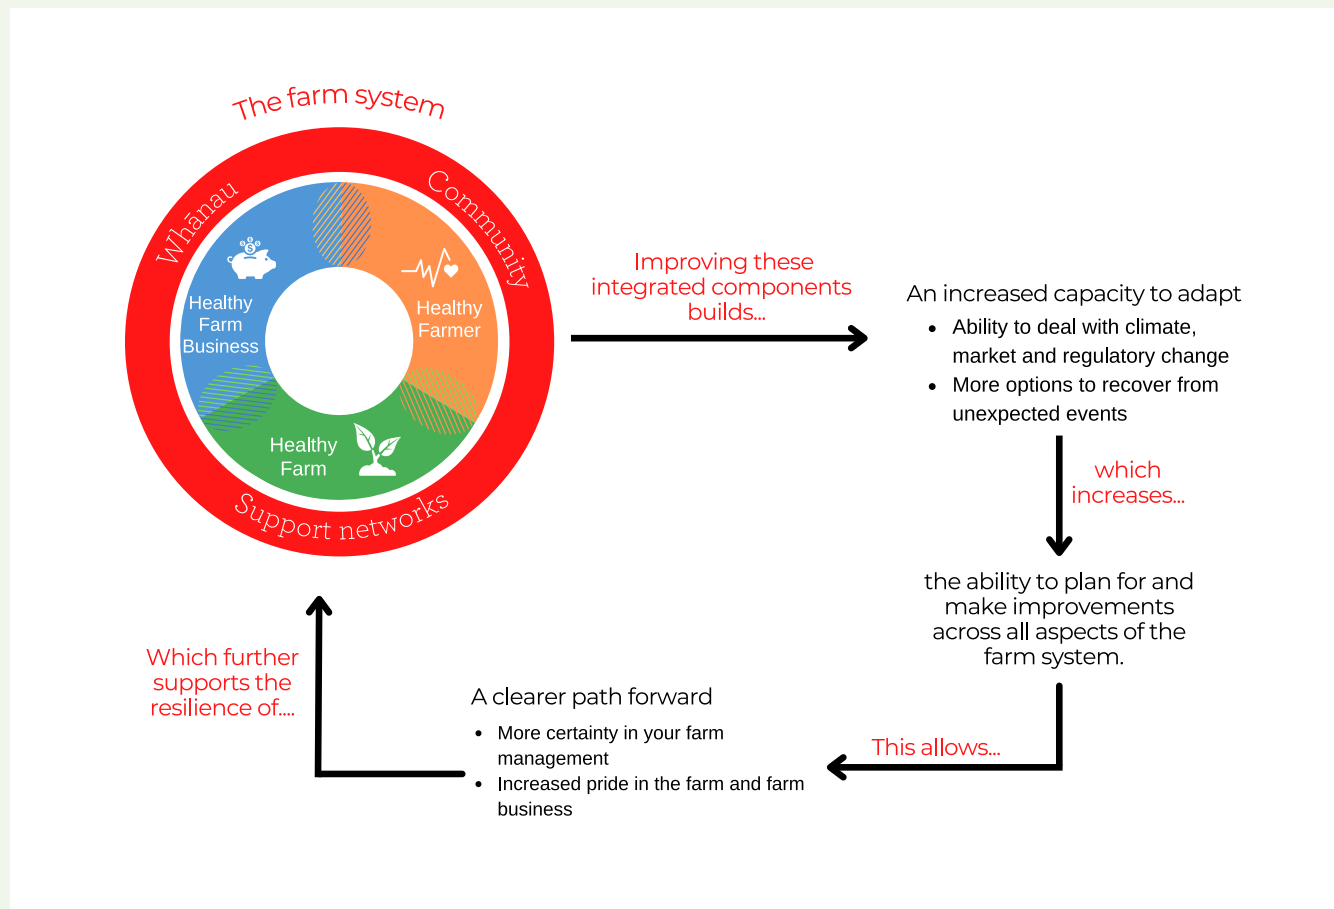 The farm system
Whānau
Community
Support networks
Healthy
Farm
Business
Healthy
Farmer
Healthy
Farm
Improving these
integrated components
builds...
An increased capacity to adapt
• Ability to deal with climate,
market and regulatory change
• More options to recover from
unexpected events
which
increases...
the ability to plan for and
make improvements
across all aspects of the
farm system.
This allows...
A clearer path forward
• More certainty in your farm
management
• Increased pride in the farm and farm
business
Which further
supports the
resilience of....